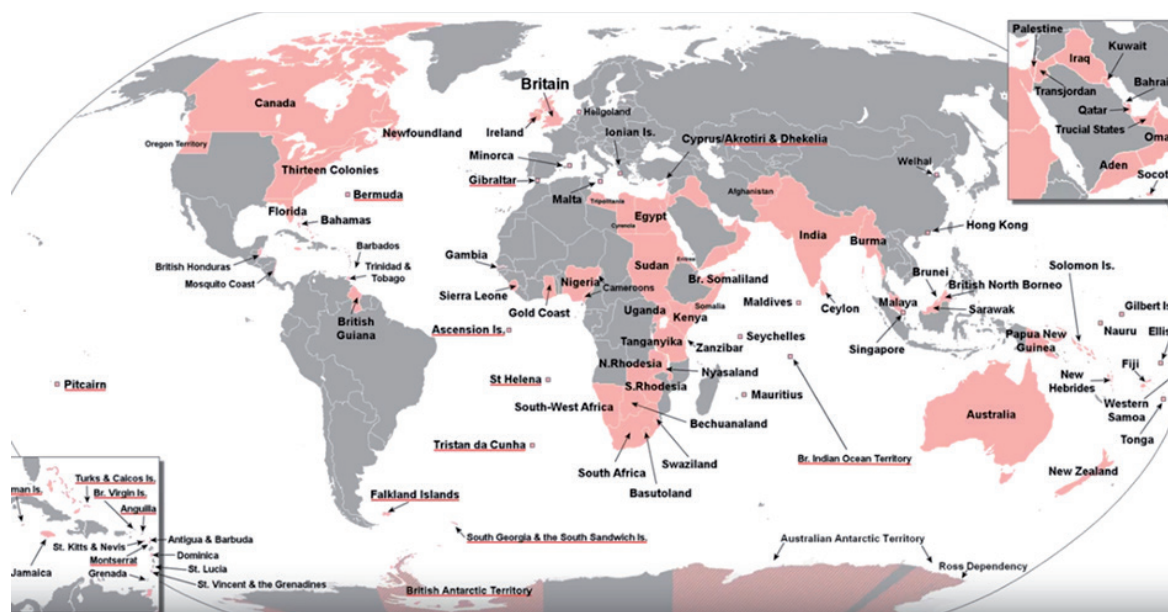 Canada
Oregon Territory
Newfoundland
Thirteen Colonies
Bermuda
Florida
Bahamas
British Honduras
Mosquito Coast
Barbados
Trinidad &
Tobago
British
Guiana
Pitcairn
Britain
Ireland
Heligoland
Ionian Is.
Minorca
Gibraltar
Malta
Cyprus/Akrotiri & Dhekelia
Tripolitania
Cyrenaica
Egypt
Afghanistan
Weihai
Hong Kong
India
Burma
Gambia
Sierra Leone
Nigeria
Cameroons
Gold Coast
Sudan
Eritrea
Br. Somaliland
Somalia
Uganda
Kenya
Tanganyika
Zanzibar
N.Rhodesia
Nyasaland
S.Rhodesia
South-West Africa
Bechuanaland
Swaziland
South Africa
Basutoland
Ascension Is.
St Helena
Tristan da Cunha
Falkland Islands
South Georgia & the South Sandwich Is.
Maldives
Ceylon
Seychelles
Mauritius
Br. Indian Ocean Territory
Brunei
British North Borneo
Malaya
Sarawak
Singapore
Solomon Is.
Gilbert Is
Nauru
Ellis
Papua New
Guinea
Fiji
New
Hebrides
Western
Samoa
Tonga
Australia
New Zealand
Australian Antarctic Territory
Ross Dependency
British Antarctic Territory
Palestine
Iraq
Kuwait
Transjordan
Bahrai
Qatar
Trucial States
Oma
Aden
Socot
man Is.
Turks & Caicos Is.
Br. Virgin Is.
Anguilla
St. Kitts & Nevis
Antigua & Barbuda
Montserrat
Dominica
St. Lucia
Jamaica
Grenada
St. Vincent & the Grenadines